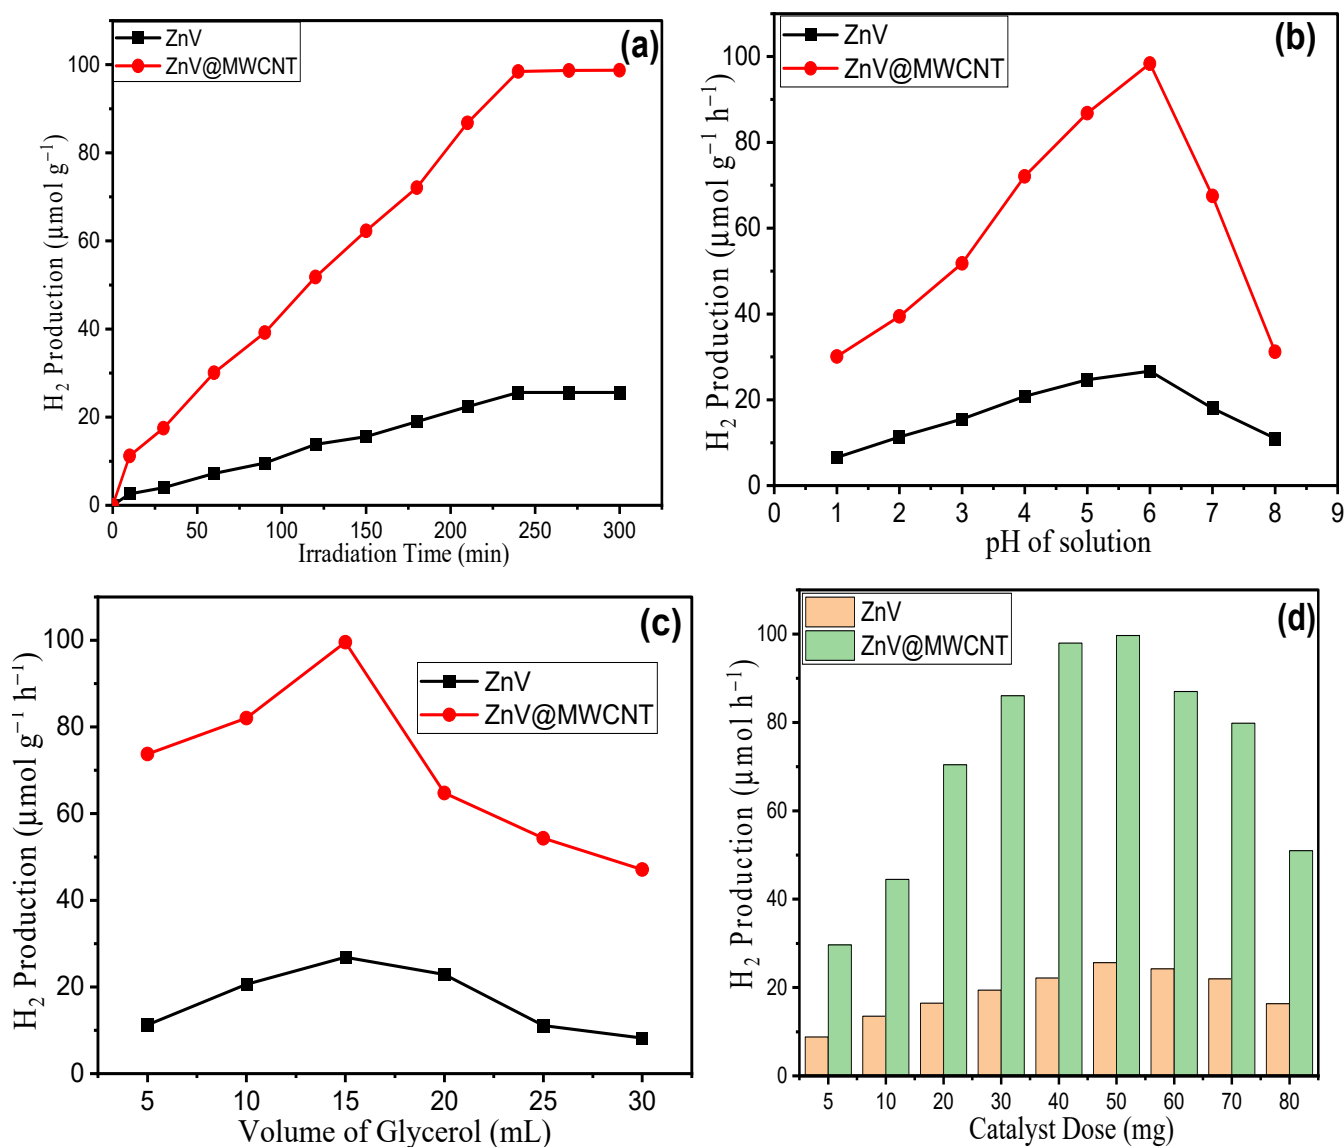 (a)
ZnV
ZnV@MWCNT
H₂ Production (μmol g⁻¹)
100
80
60
40
20
0
0 50 100 150 200 250 300
Irradiation Time (min)
(b)
ZnV
ZnV@MWCNT
H₂ Production (μmol g⁻¹ h⁻¹)
100
80
60
40
20
0
0 1 2 3 4 5 6 7 8 9
pH of solution
(c)
ZnV
ZnV@MWCNT
H₂ Production (μmol g⁻¹ h⁻¹)
100
80
60
40
20
0
5 10 15 20 25 30
Volume of Glycerol (mL)
(d)
ZnV
ZnV@MWCNT
H₂ Production (μmol h⁻¹)
100
80
60
40
20
0
5 10 20 30 40 50 60 70 80
Catalyst Dose (mg)